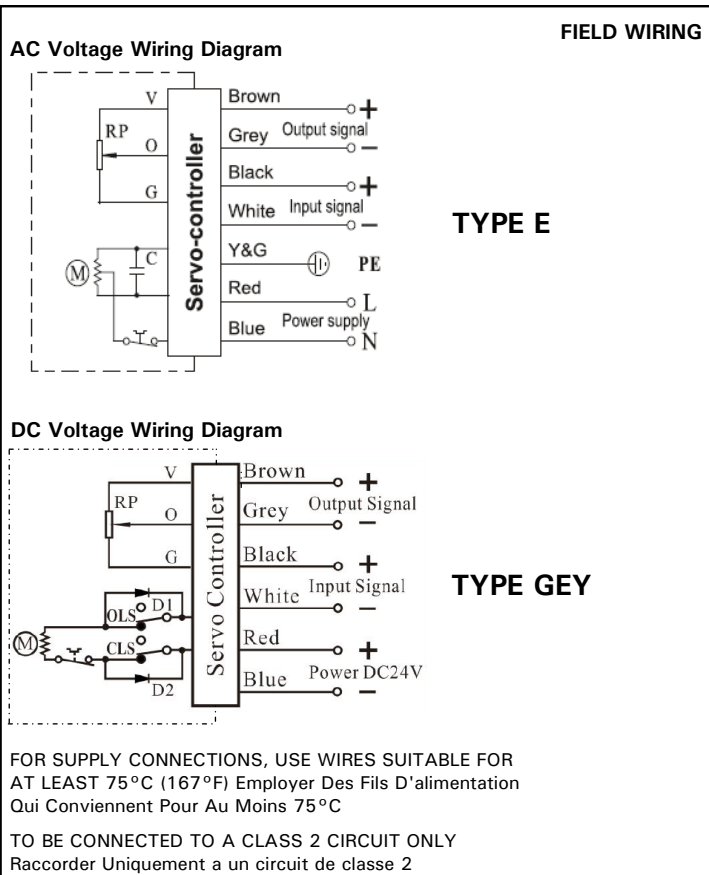 FIELD WIRING
AC Voltage Wiring Diagram
V
RP
O
G
M
C
Servo-controller
Brown
+
Grey
Output signal
−
Black
+
White
Input signal
−
Y&G
PE
Red
L
Blue
Power supply
N
TYPE E
DC Voltage Wiring Diagram
V
RP
O
G
D1
OLS
M
CLS
D2
Servo Controller
Brown
+
Grey
Output Signal
−
Black
+
White
Input Signal
−
Red
+
Blue
Power DC24V
−
TYPE GEY
FOR SUPPLY CONNECTIONS, USE WIRES SUITABLE FOR
AT LEAST 75°C (167°F) Employer Des Fils D'alimentation
Qui Conviennent Pour Au Moins 75°C
TO BE CONNECTED TO A CLASS 2 CIRCUIT ONLY
Raccorder Uniquement a un circuit de classe 2